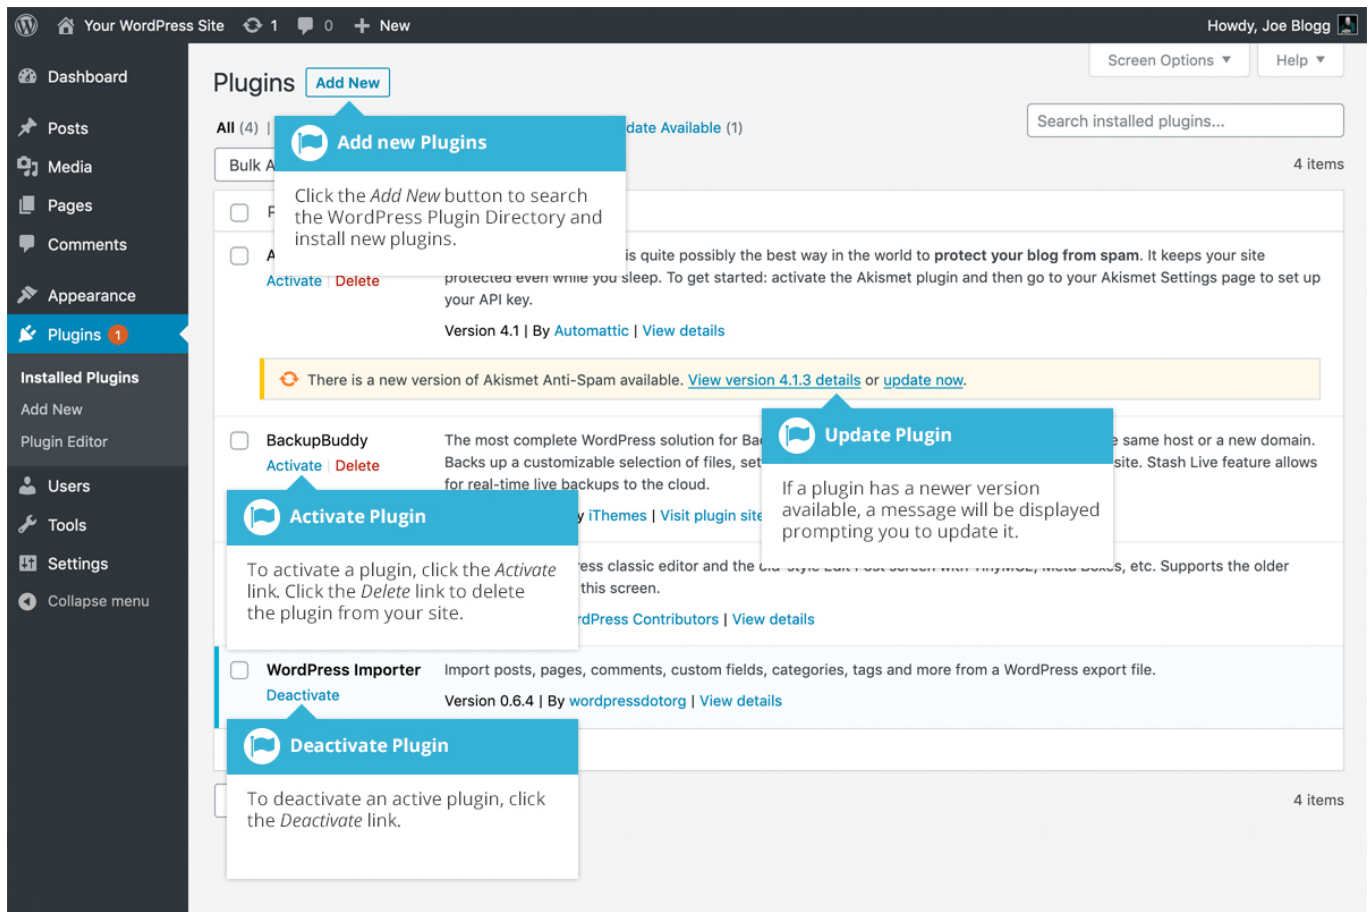 Your WordPress Site 1 0 + New Howdy, Joe Blogg
Screen Options Help
Dashboard
Posts
Media
Pages
Comments
Appearance
Plugins 1
Installed Plugins
Add New
Plugin Editor
Users
Tools
Settings
Collapse menu
Plugins Add New
All (4) | Available (1)
Search installed plugins...
Bulk
4 items
Add new Plugins
Click the Add New button to search
the WordPress Plugin Directory and
install new plugins.
is quite possibly the best way in the world to protect your blog from spam. It keeps your site
Activate | Delete
protected even while you sleep. To get started: activate the Akismet plugin and then go to your Akismet Settings page to set up
your API key.
Version 4.1 | By Automattic | View details
There is a new version of Akismet Anti-Spam available. View version 4.1.3 details or update now.
Update Plugin
If a plugin has a newer version
available, a message will be displayed
prompting you to update it.
BackupBuddy
Activate | Delete
The most complete WordPress solution for same host or a new domain.
Backs up a customizable selection of files, site. Stash Live feature allows
for real-time live backups to the cloud.
iThemes | Visit plugin site
Activate Plugin
To activate a plugin, click the Activate
link. Click the Delete link to delete
the plugin from your site.
classic editor and the Supports the older
this screen.
Contributors | View details
WordPress Importer
Deactivate
Import posts, pages, comments, custom fields, categories, tags and more from a WordPress export file.
Version 0.6.4 | By wordpressdotorg | View details
Deactivate Plugin
To deactivate an active plugin, click
the Deactivate link.
4 items